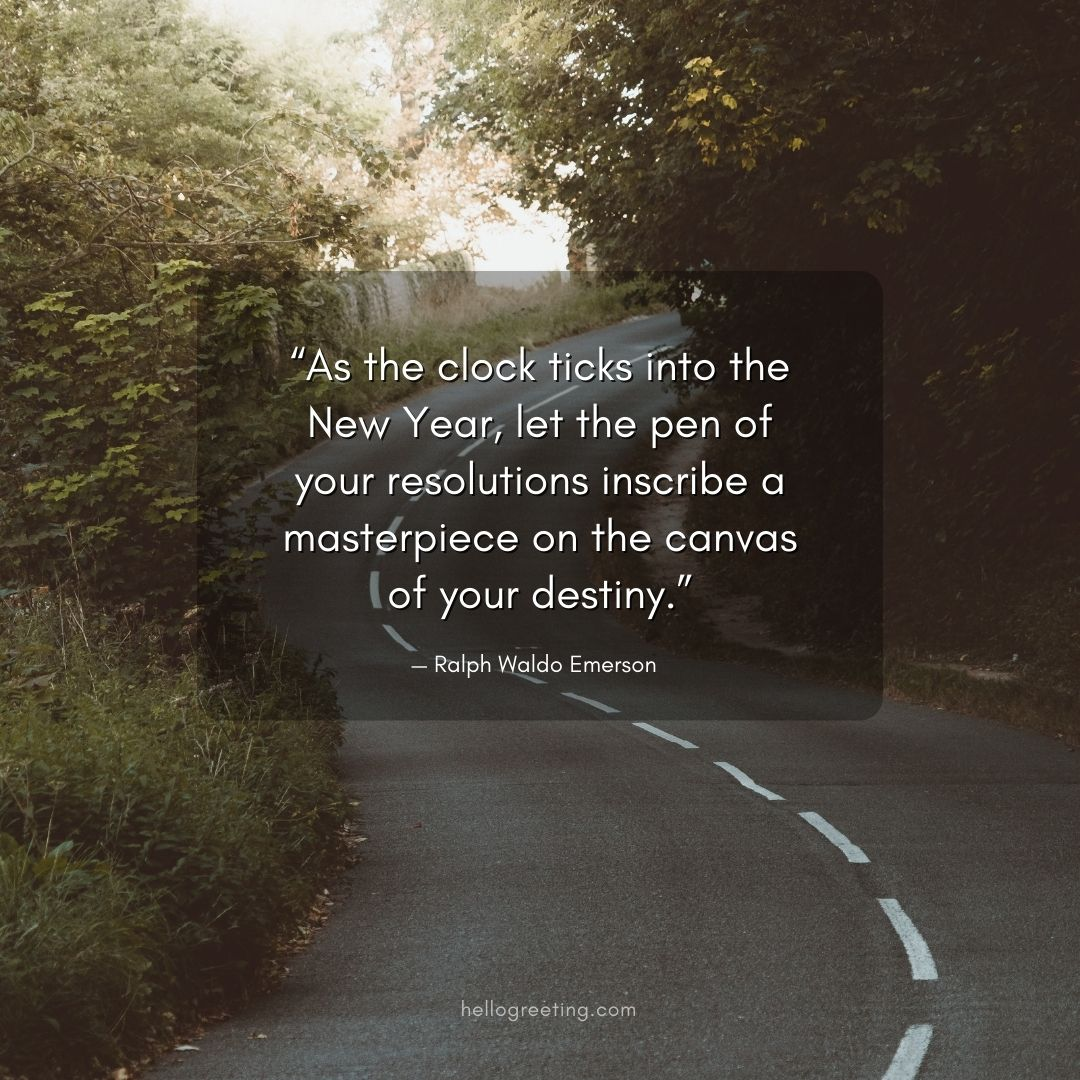 “As the clock ticks into the
New Year, let the pen of
your resolutions inscribe a
masterpiece on the canvas
of your destiny.”
— Ralph Waldo Emerson
hellogreeting.com